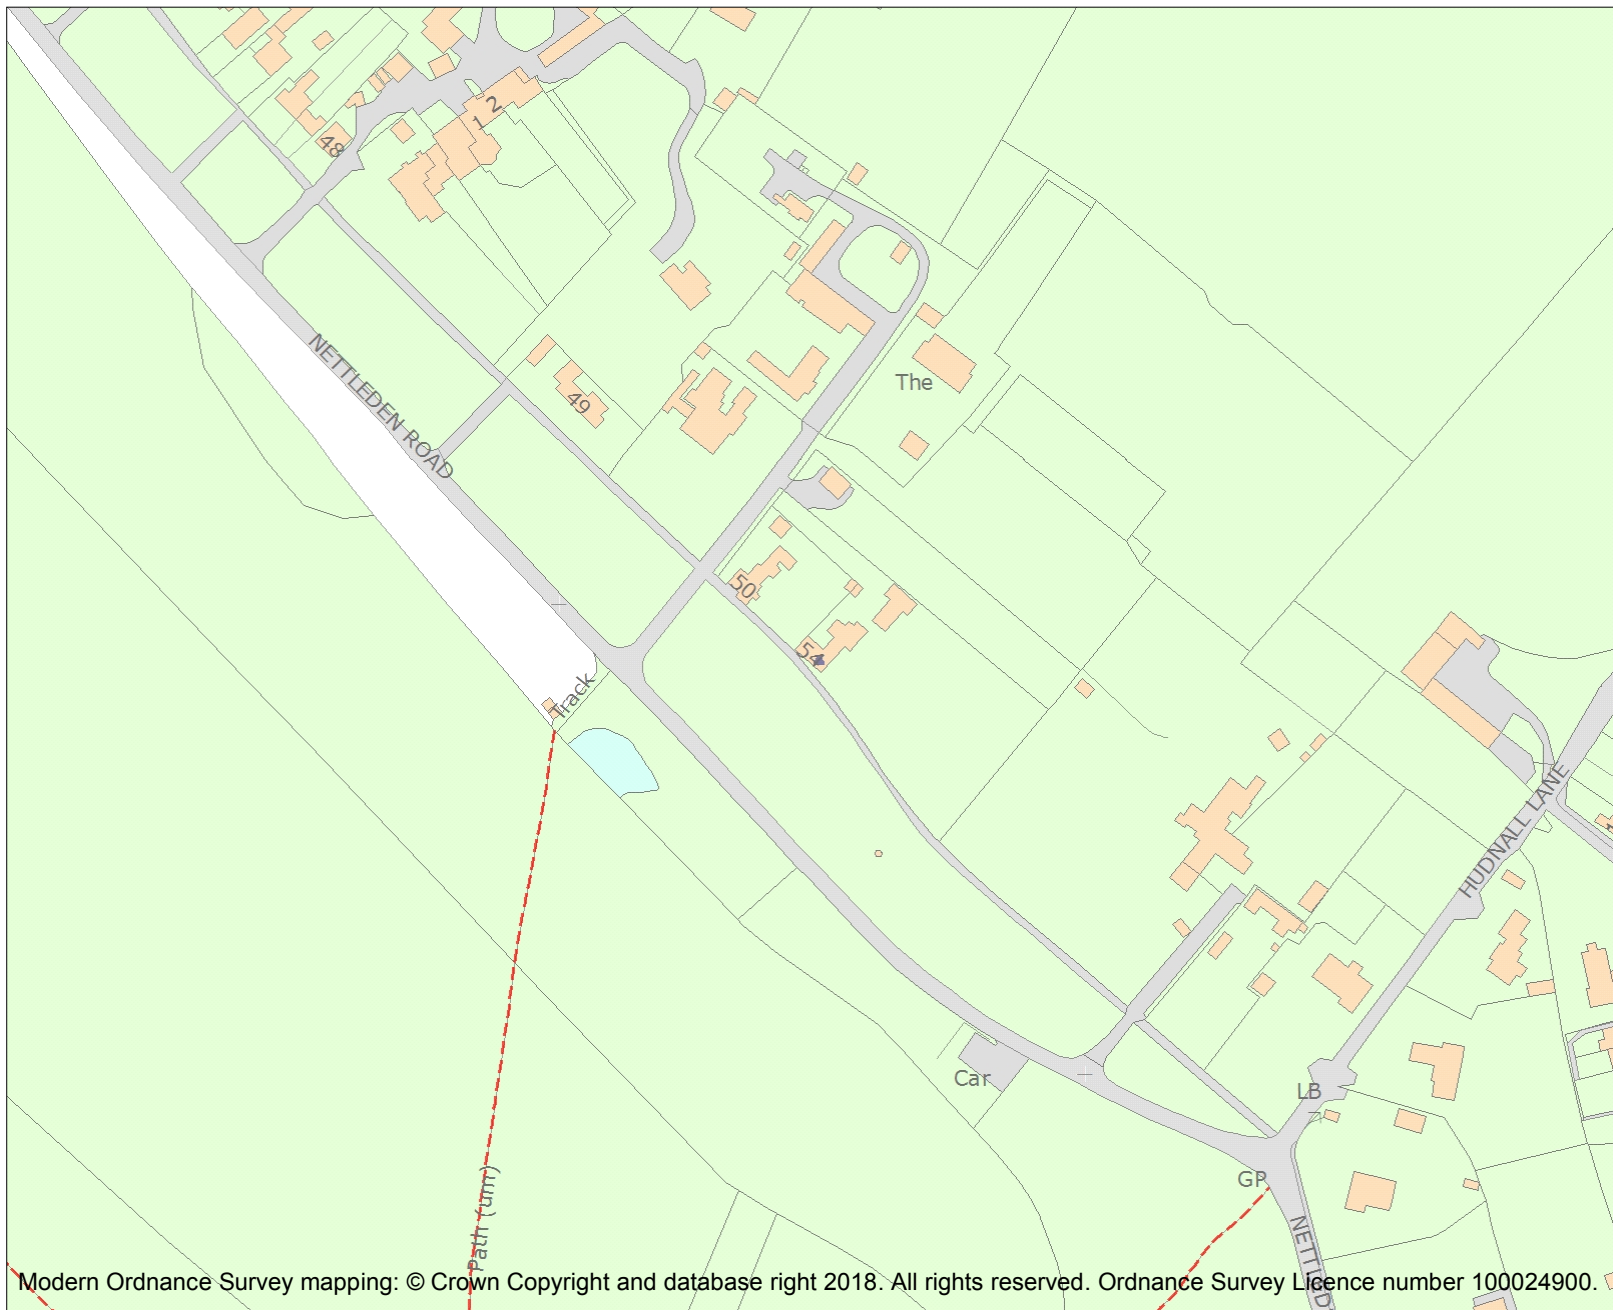 2
1
48
NETTLEDEN ROAD
The
49
50
54
Track
HUDNALL LANE
Car
LB
GP
Path (um)
NETTLED
Modern Ordnance Survey mapping: © Crown Copyright and database right 2018. All rights reserved. Ordnance Survey Licence number 100024900.